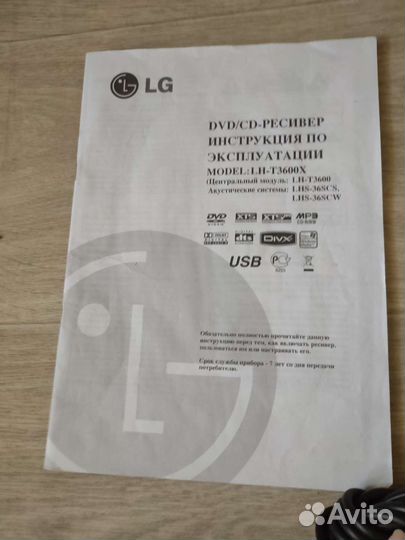 LG
DVD/CD-РЕСИВЕР
ИНСТРУКЦИЯ ПО
ЭКСПЛУАТАЦИИ
MODEL: LH-T3600X
(Центральный модуль: LH-T3600
Акустические системы: LHS-36SCS,
LHS-36SCW
DVD
MP3
dts DIVX
USB
Обязательно полностью прочитайте данную
инструкцию перед тем, как включать ресивер,
пользоваться им или настраивать его.
Срок службы прибора - 7 лет со дня передачи
потребителю.
Avito